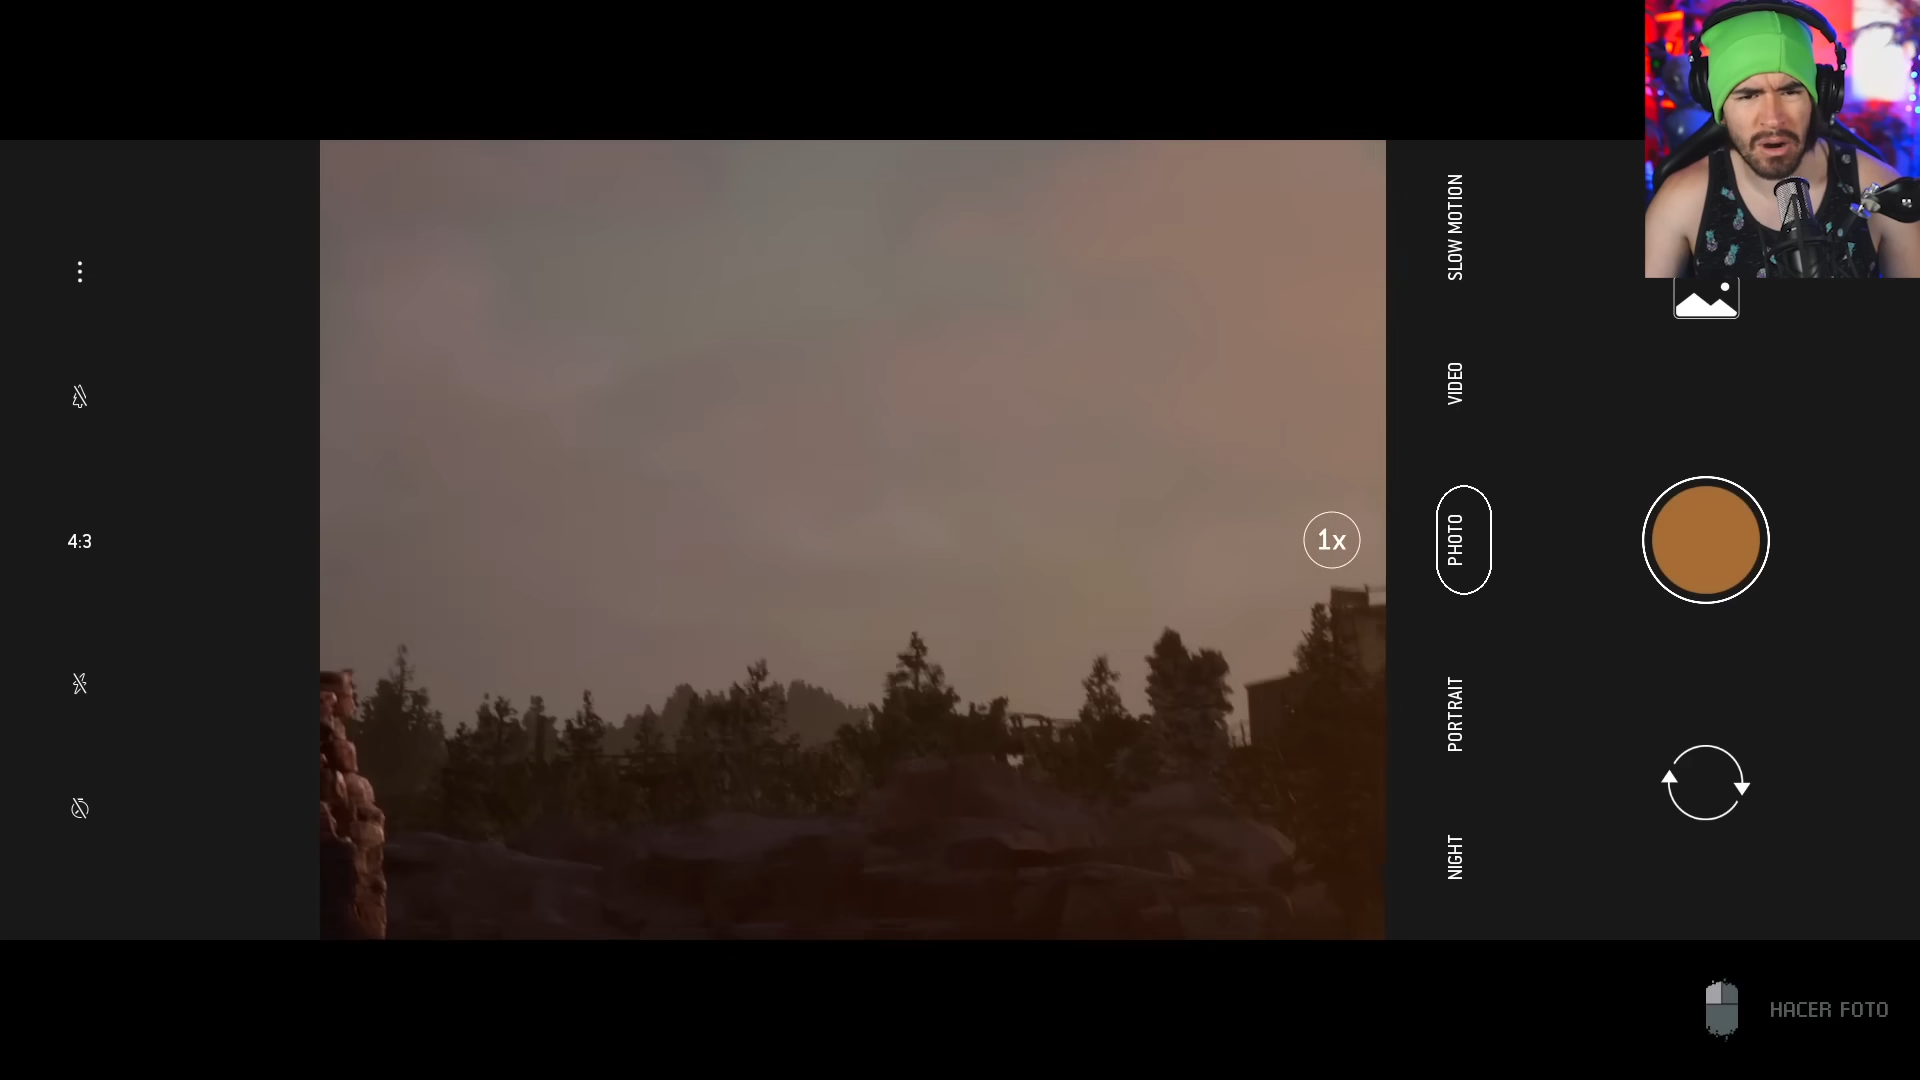 SLOW MOTION
VIDEO
4:3
1x
PHOTO
PORTRAIT
NIGHT
HACER FOTO